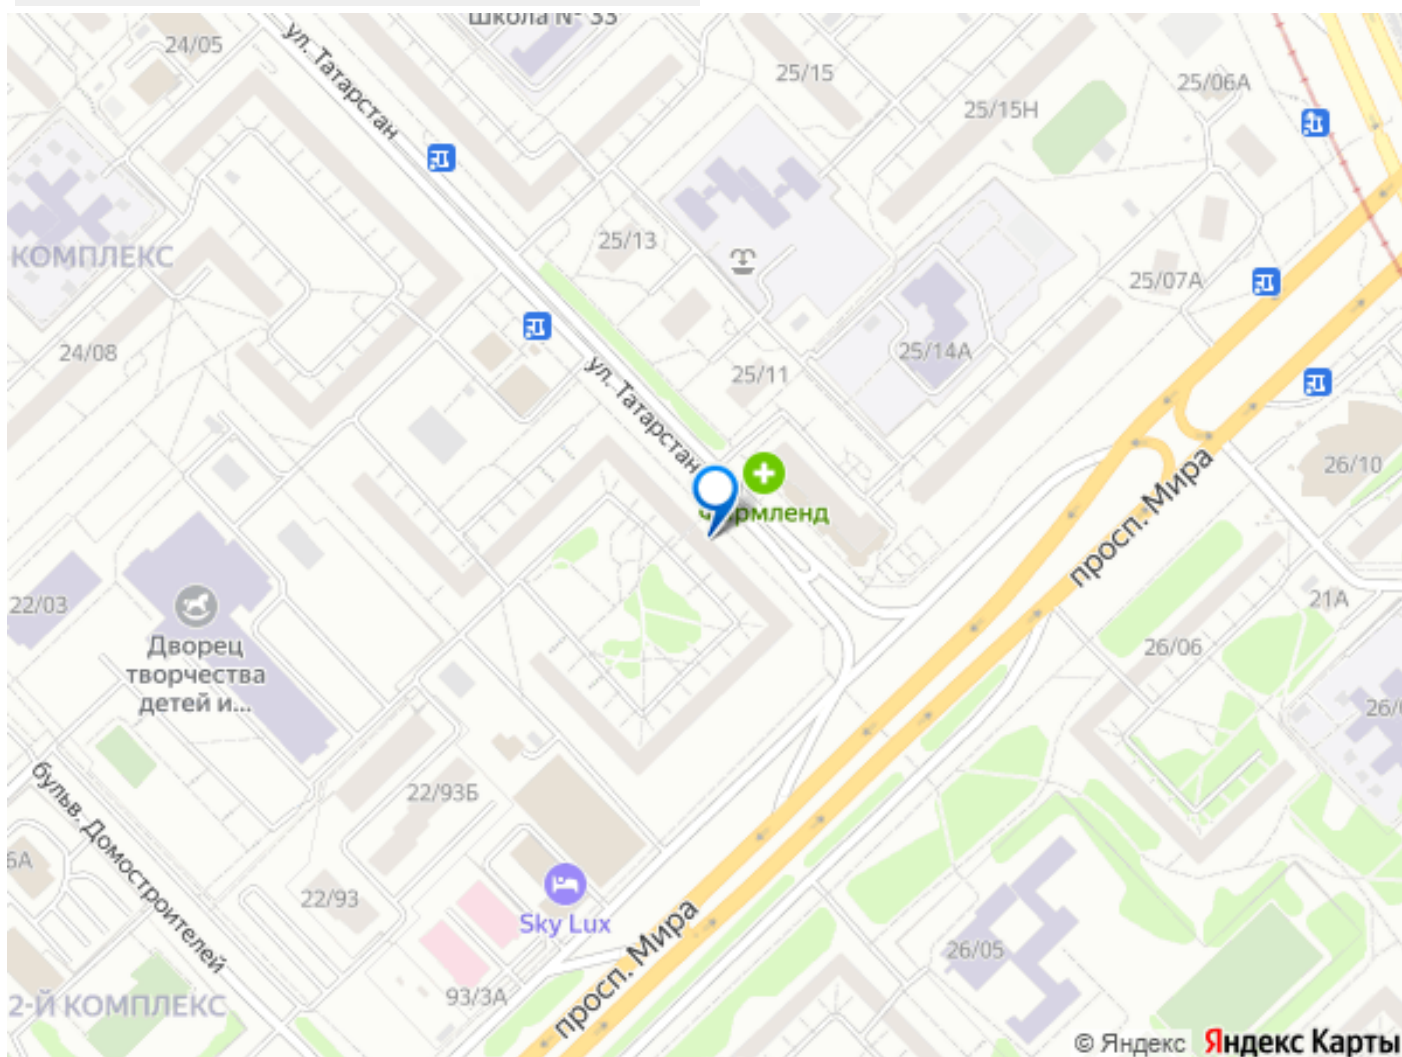 Школа № 33
24/05
ул. Татарстан
25/15
25/06А
25/15Н
25/13
КОМПЛЕКС
25/07А
24/08
25/14А
25/11
ул. Татарстан
26/10
просп. Мира
22/03
21А
26/06
Дворец
творчества
детей и...
22/93Б
бульв. Домостроителей
22/93
Sky Lux
просп. Мира
26/05
93/3А
2-й КОМПЛЕКС
© Яндекс Яндекс Карты